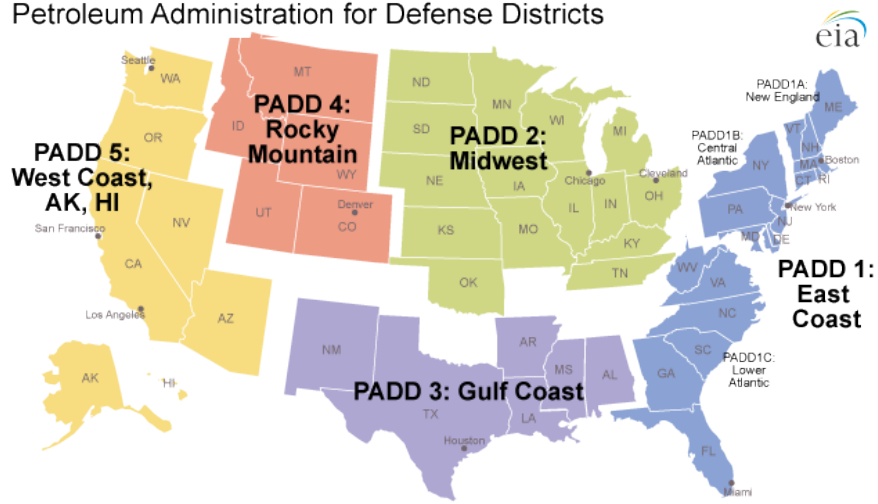 Petroleum Administration for Defense Districts
eia
Seattle
WA
OR
PADD 5:
West Coast,
AK, HI
San Francisco
NV
CA
Los Angeles
AZ
AK
HI
MT
ID
PADD 4:
Rocky
Mountain
WY
UT
Denver
CO
ND
SD
MN
WI
MI
PADD 2:
Midwest
NE
IA
Chicago
Cleveland
IL
IN
OH
KS
MO
KY
OK
TN
PADD1A:
New England
ME
VT
NH
MA
Boston
CT
RI
PADD1B:
Central
Atlantic
NY
PA
New York
NJ
MD
DE
PADD 1:
East
Coast
WV
VA
NC
SC
PADD1C:
Lower
Atlantic
GA
FL
Miami
NM
AR
MS
AL
PADD 3: Gulf Coast
TX
LA
Houston